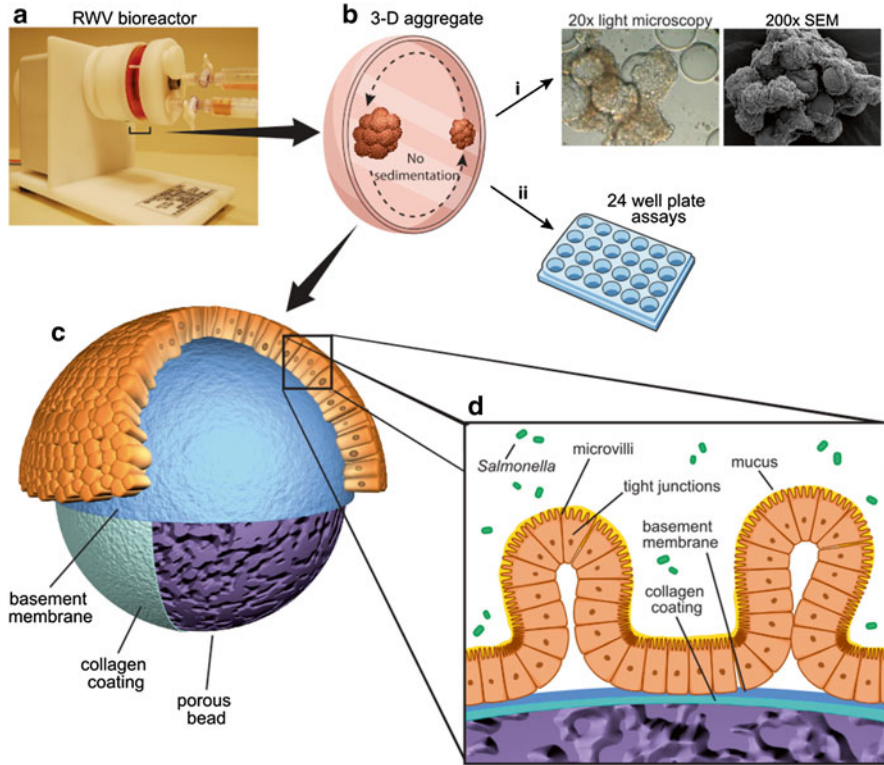 a
RWV bioreactor
b
3-D aggregate
No
sedimentation
i
ii
20x light microscopy
200x SEM
24 well plate
assays
c
basement
membrane
collagen
coating
porous
bead
d
Salmonella
microvilli
tight junctions
mucus
basement
membrane
collagen
coating